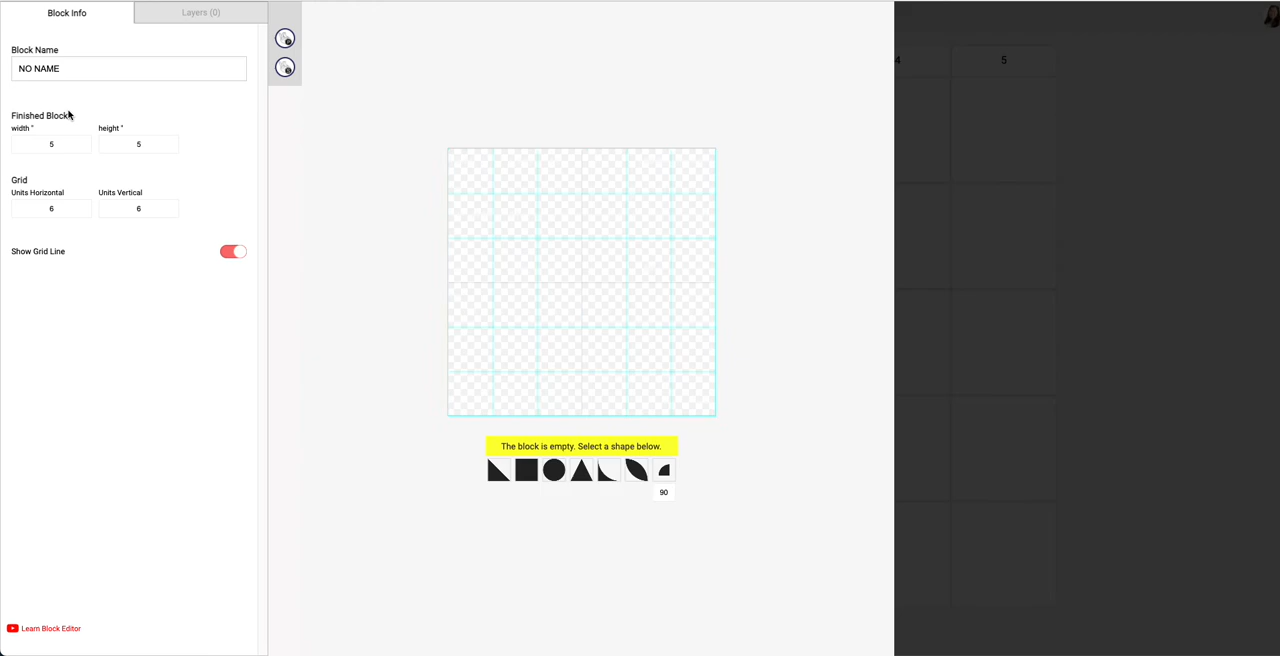 Block Info
Layers (0)
Block Name
NO NAME
Finished Block
width "
height "
5
5
Grid
Units Horizontal
Units Vertical
6
6
Show Grid Line
The block is empty. Select a shape below.
90
Learn Block Editor
4
5